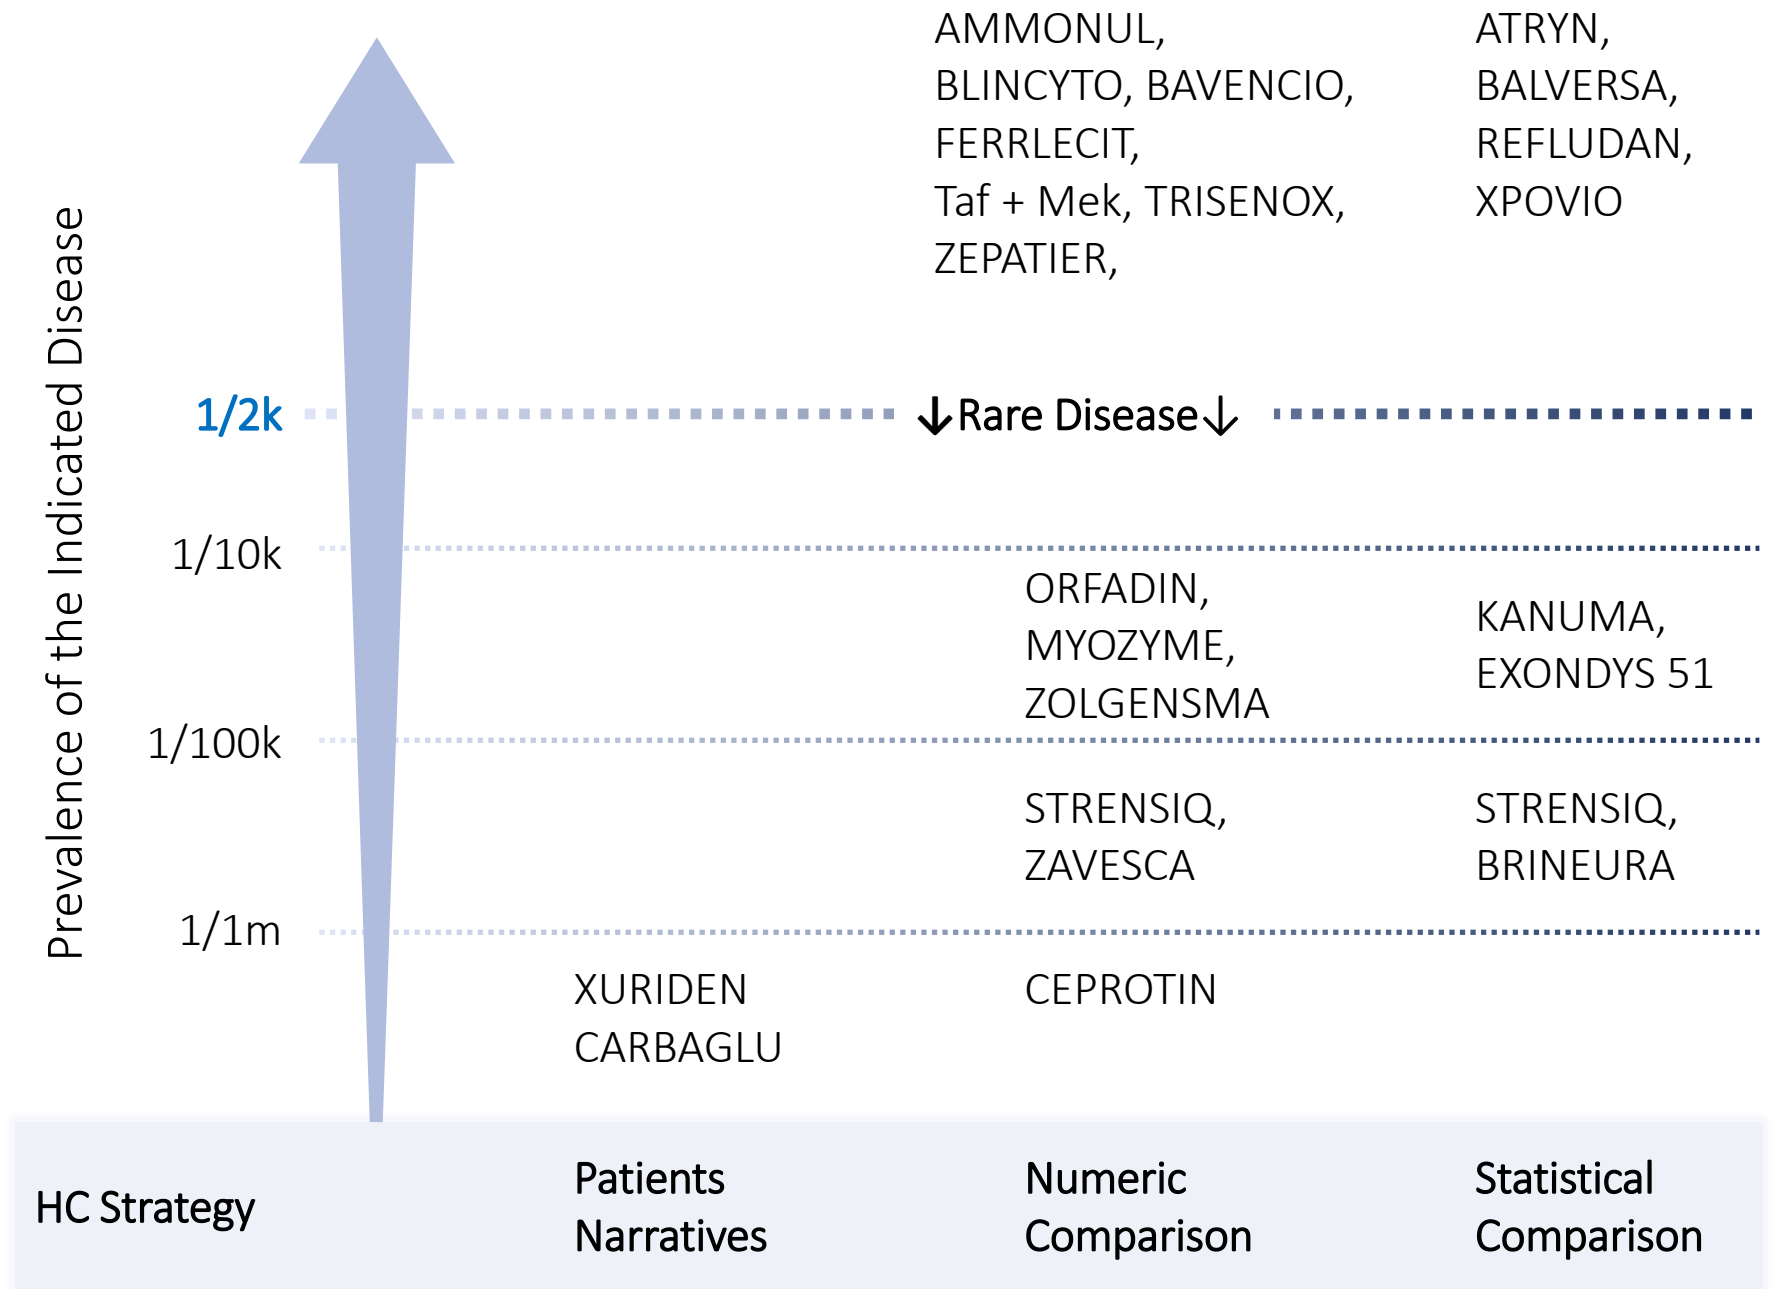 AMMONUL,
BLINCYTO, BAVENCIO,
FERRLECIT,
Taf + Mek, TRISENOX,
ZEPATIER,
ATRYN,
BALVERSA,
REFLUDAN,
XPOVIO
Prevalence of the Indicated Disease
1/2k
↓Rare Disease↓
1/10k
ORFADIN,
MYOZYME,
ZOLGENSMA
KANUMA,
EXONDYS 51
1/100k
STRENSIQ,
ZAVESCA
STRENSIQ,
BRINEURA
1/1m
XURIDEN
CARBAGLU
CEPROTIN
HC Strategy
Patients
Narratives
Numeric
Comparison
Statistical
Comparison